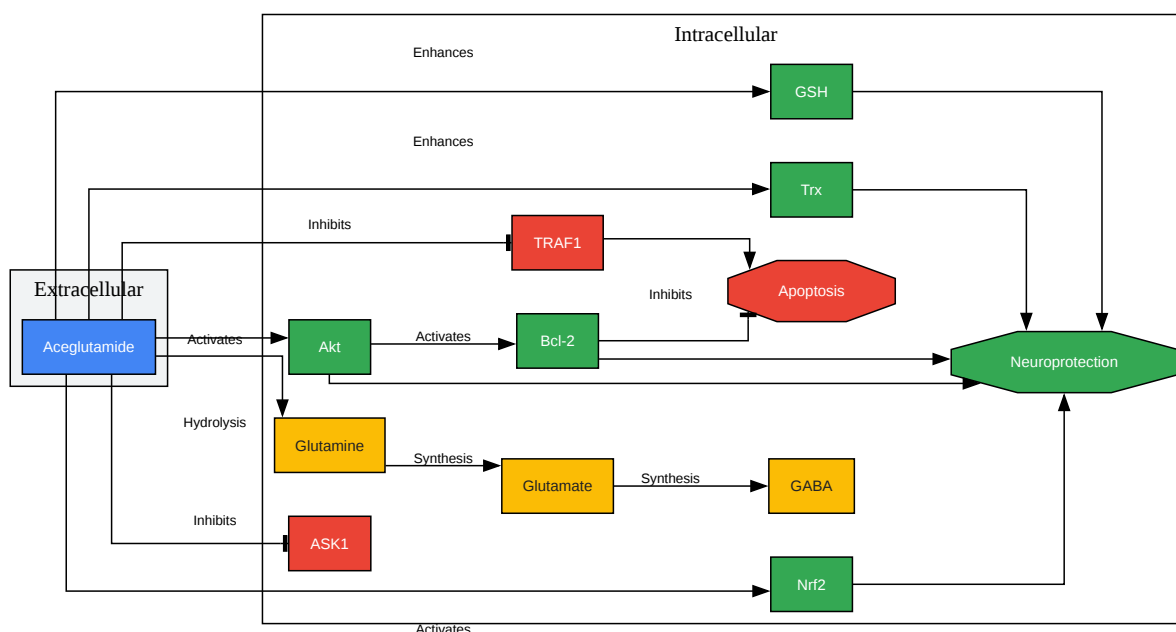 Intracellular
Enhances
GSH
Enhances
Trx
Inhibits
TRAF1
Extracellular
Inhibits
Apoptosis
Aceglutamide
Activates
Akt
Activates
Bcl-2
Neuroprotection
Hydrolysis
Glutamine
Synthesis
Glutamate
Synthesis
GABA
Inhibits
ASK1
Nrf2
Activates